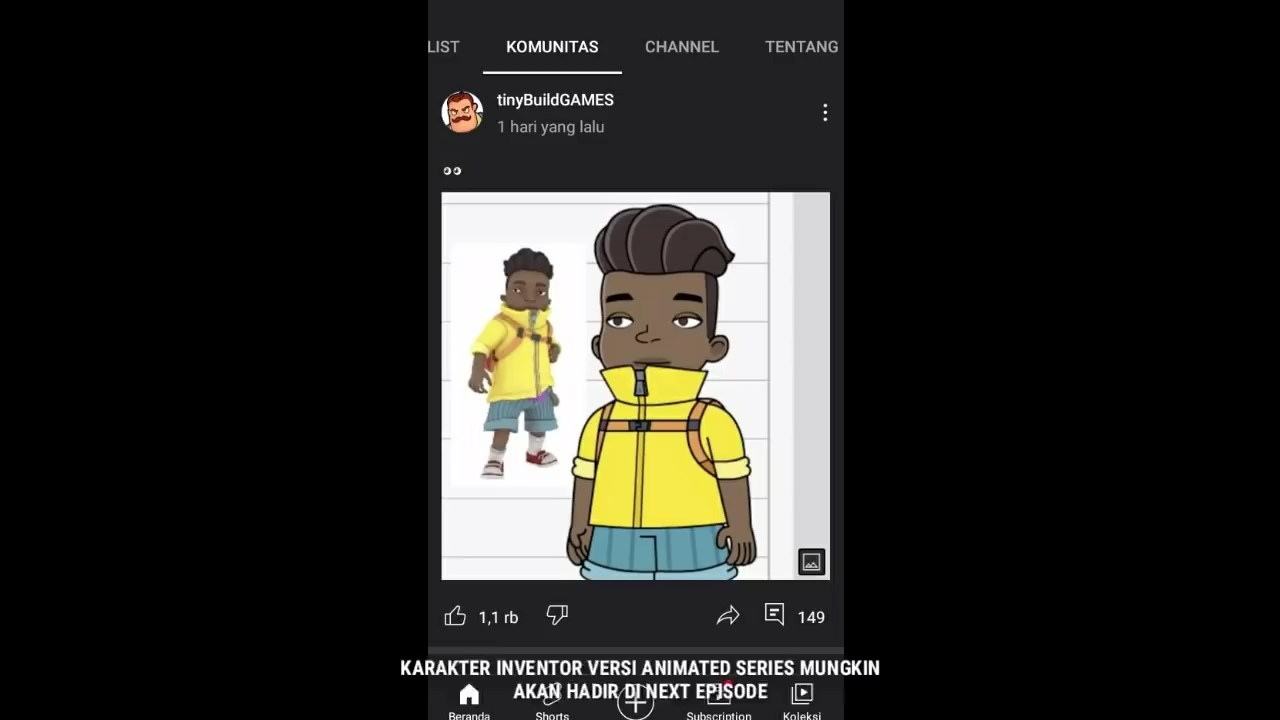 LIST
KOMUNITAS
CHANNEL
TENTANG
tinyBuildGAMES
1 hari yang lalu
1,1 rb
149
KARAKTER INVENTOR VERSI ANIMATED SERIES MUNGKIN
AKAN HADIR DI NEXT EPISODE
Beranda
Shorts
Subscription
Koleksi